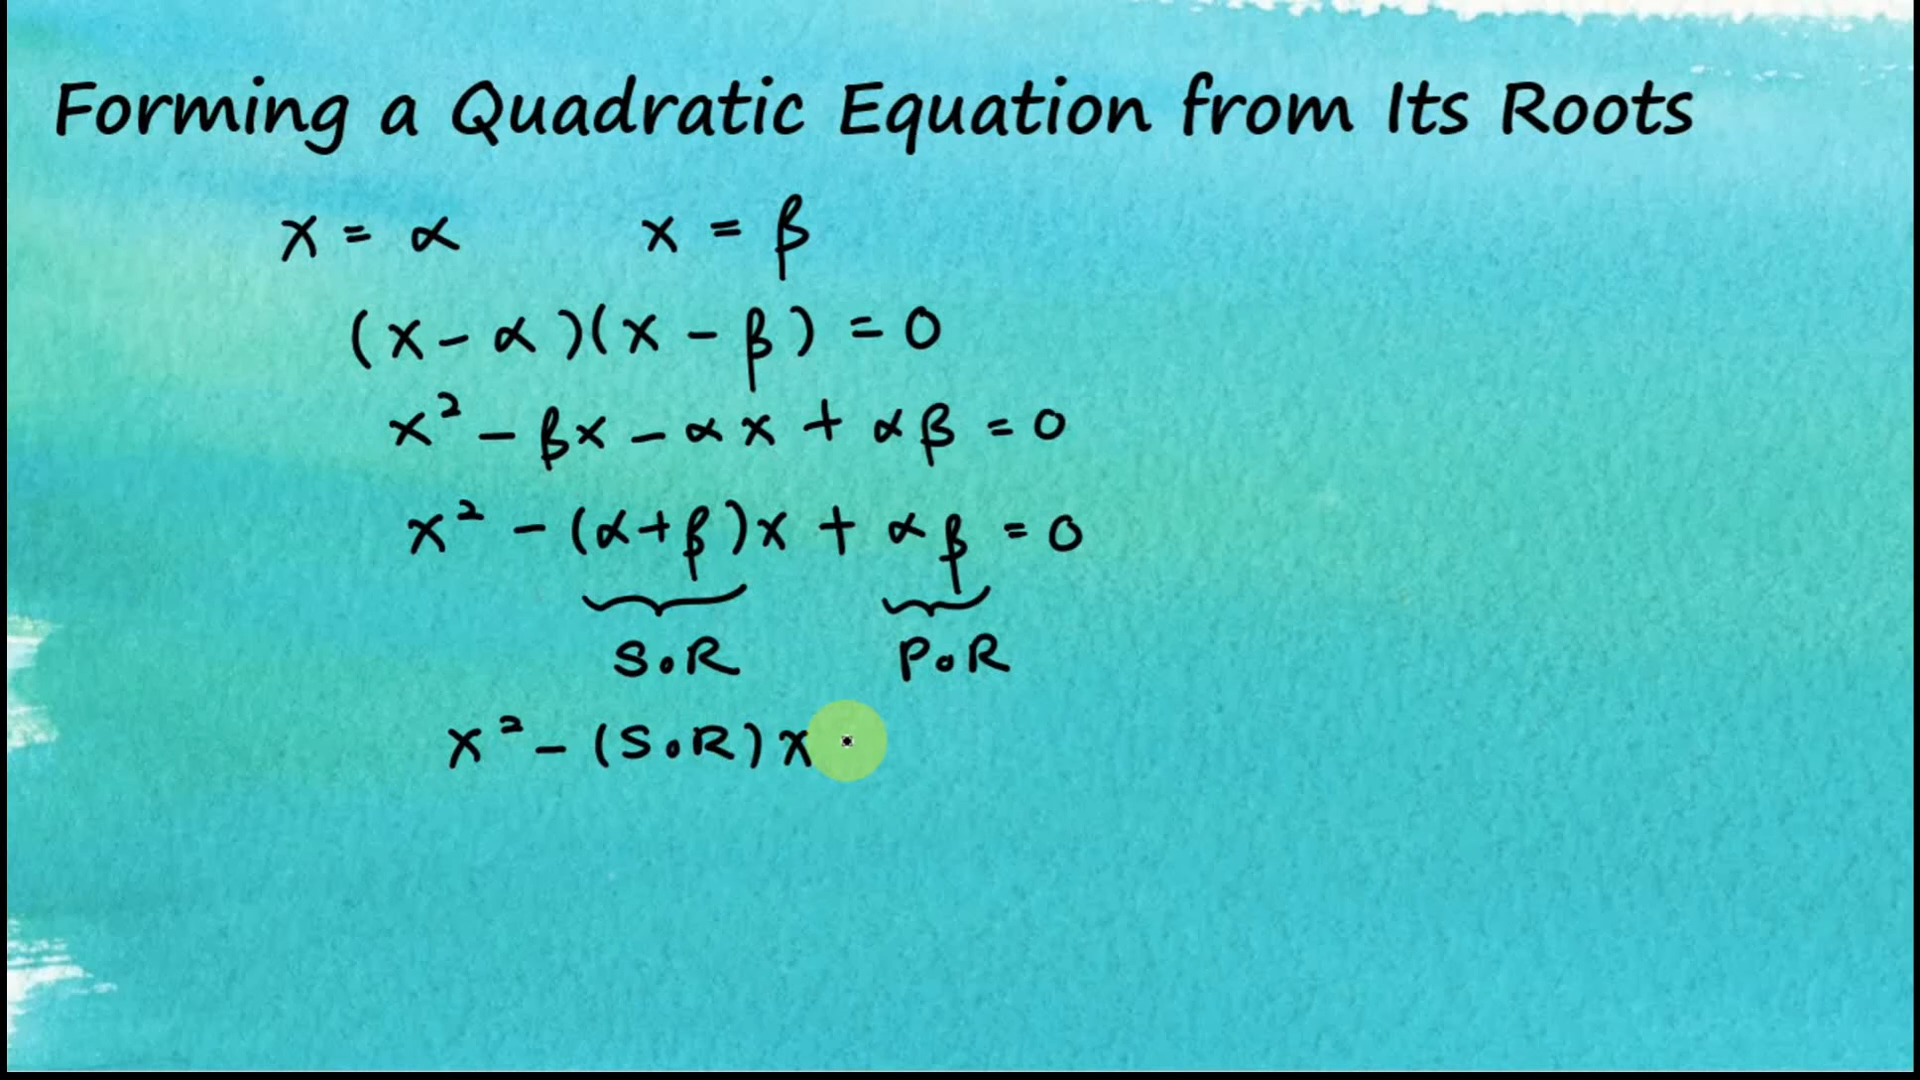 Forming a Quadratic Equation from Its Roots
x = α x = β
(x - α)(x - β) = 0
x² - βx - αx + αβ = 0
x² - (α+β)x + αβ = 0
S.R P.R
x² - (S.R)x